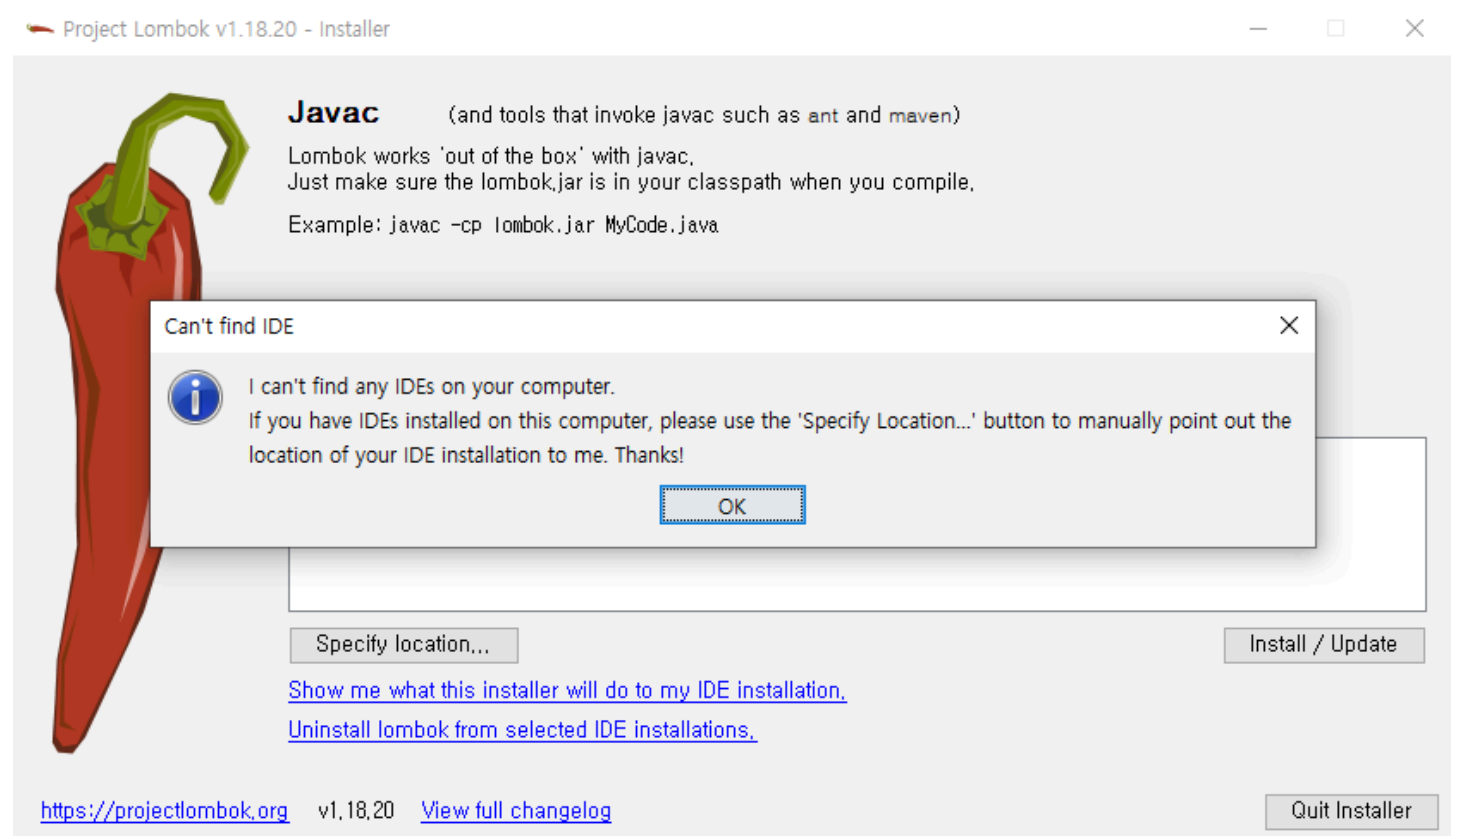 Project Lombok v1.18.20 - Installer
Javac (and tools that invoke javac such as ant and maven)
Lombok works 'out of the box' with javac.
Just make sure the lombok.jar is in your classpath when you compile.
Example: javac -cp lombok.jar MyCode.java
Can't find IDE
I can't find any IDEs on your computer.
If you have IDEs installed on this computer, please use the 'Specify Location...' button to manually point out the
location of your IDE installation to me. Thanks!
OK
Specify location... Install / Update
Show me what this installer will do to my IDE installation.
Uninstall lombok from selected IDE installations.
https://projectlombok.org v1.18.20 View full changelog Quit Installer